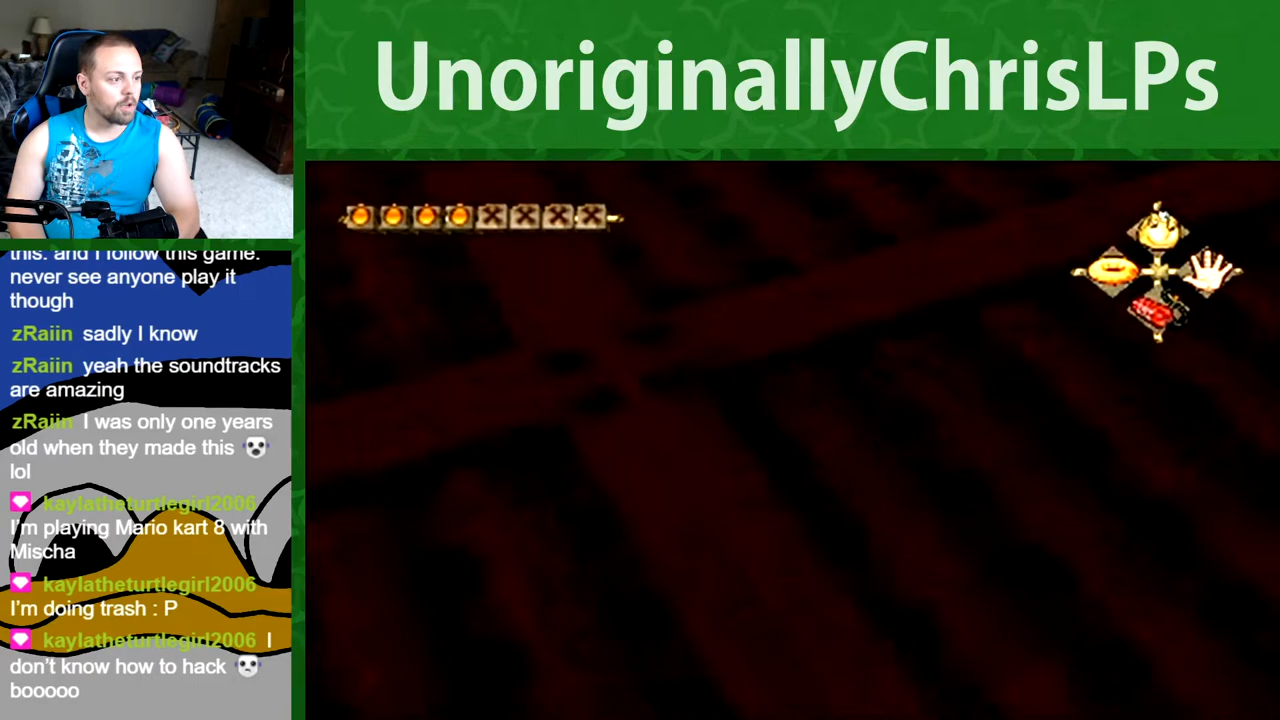 UnoriginallyChrisLPs
this. and I follow this game.
never see anyone play it
though
zRaiin sadly I know
zRaiin yeah the soundtracks
are amazing
zRaiin I was only one years
old when they made this
lol
kaylatheturtlegirl2006
I'm playing Mario kart 8 with
Mischa
kaylatheturtlegirl2006
I'm doing trash : P
kaylatheturtlegirl2006 I
don't know how to hack
booooo